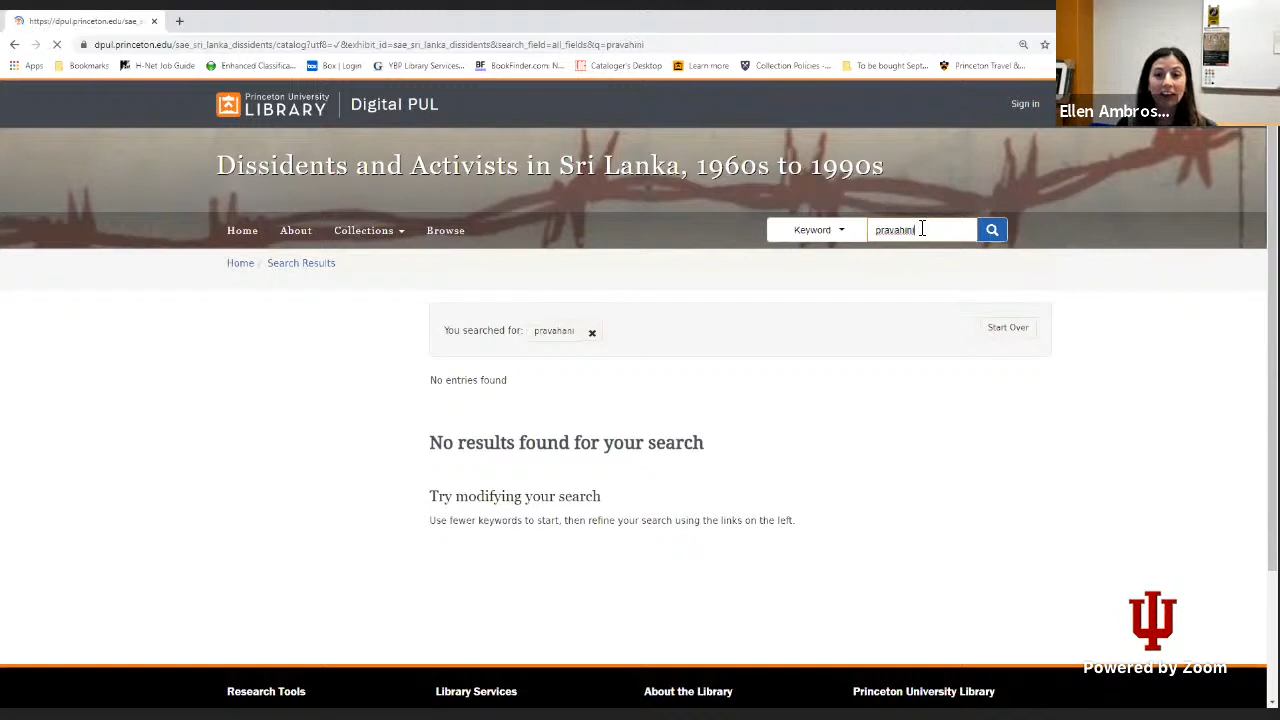 https://dpul.princeton.edu/sae_s
dpul.princeton.edu/sae_sri_lanka_dissidents/catalog?utf8=✓&exhibit_id=sae_sri_lanka_dissidents&search_field=all_fields&q=pravahini
Apps Bookmarks H-Net Job Guide Enhanced Classifica... Box | Login YBP Library Services... BookFinder.com: N... Cataloger's Desktop Learn more Collection Policies -... To be bought Sept... Princeton Travel &...
Ellen Ambros...
Princeton University
LIBRARY
Digital PUL
Sign in
Dissidents and Activists in Sri Lanka, 1960s to 1990s
Home About Collections Browse Keyword pravahini
Home / Search Results
You searched for: pravahani ✖ Start Over
No entries found
No results found for your search
Try modifying your search
Use fewer keywords to start, then refine your search using the links on the left.
Powered by Zoom
Research Tools Library Services About the Library Princeton University Library